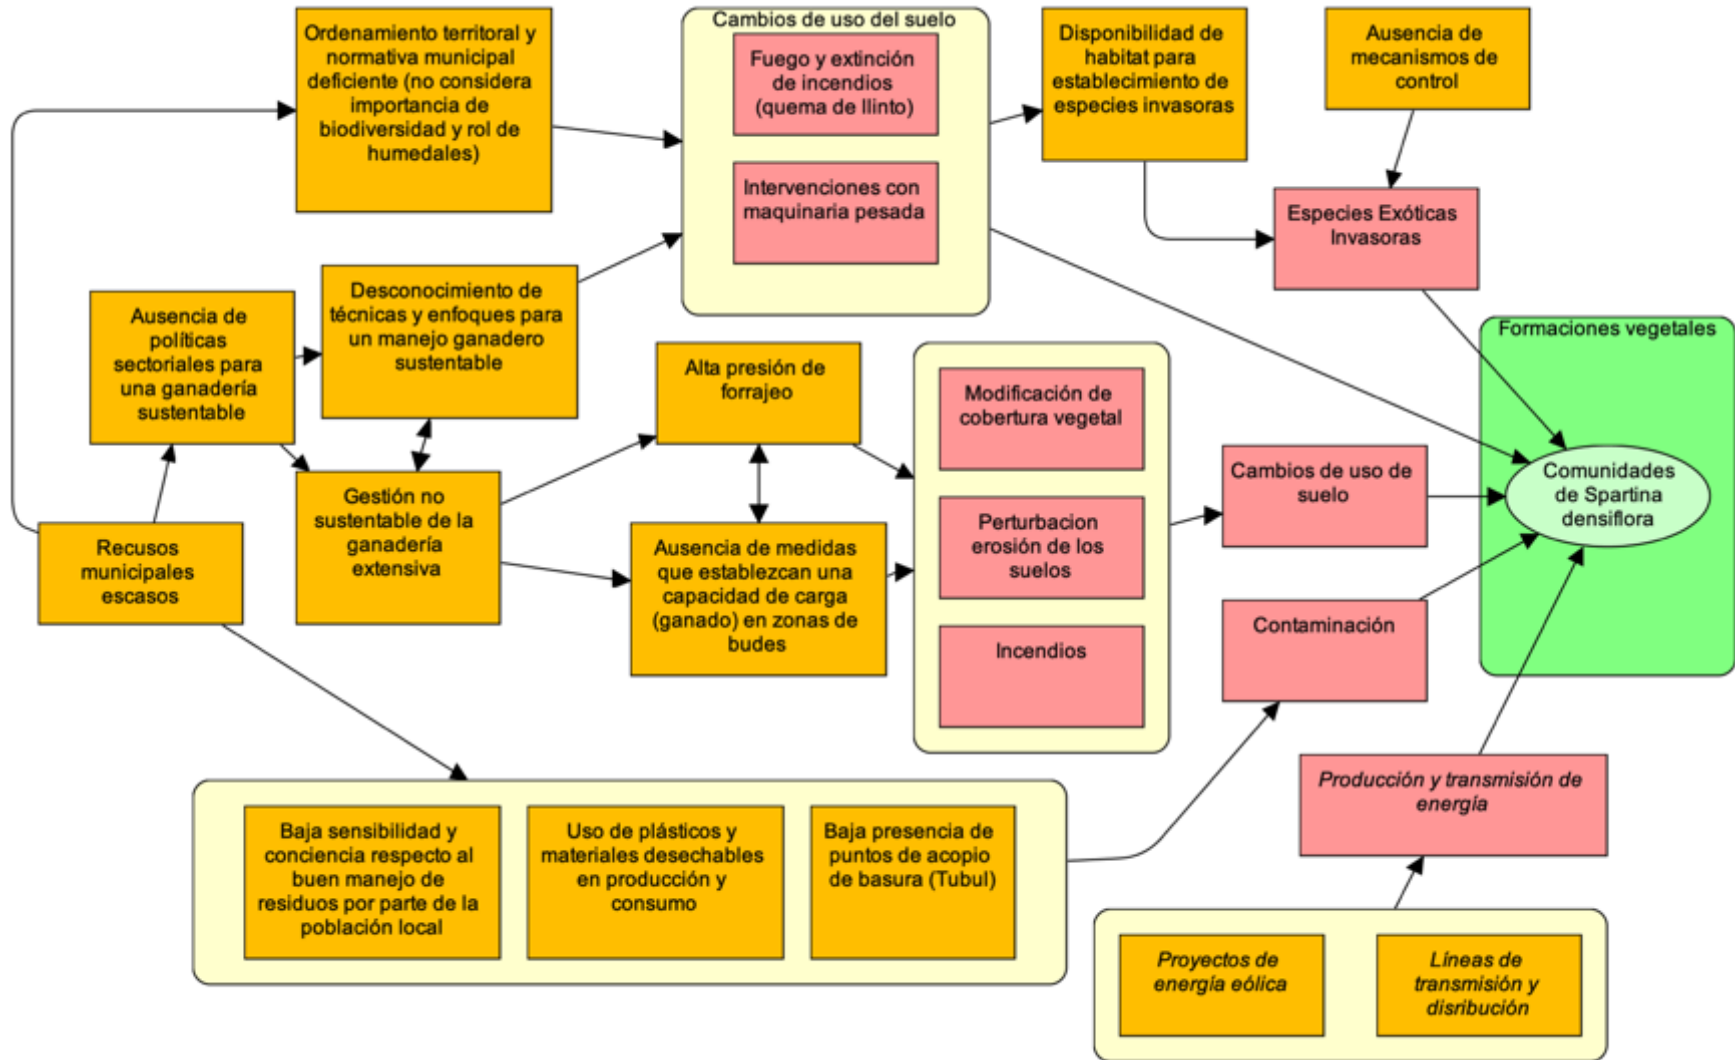 Ordenamiento territorial y
normativa municipal
deficiente (no considera
importancia de
biodiversidad y rol de
humedales)
Cambios de uso del suelo
Fuego y extinción
de incendios
(quema de llinto)
Intervenciones con
maquinaria pesada
Disponibilidad de
habitat para
establecimiento de
especies invasoras
Ausencia de
mecanismos de
control
Especies Exóticas
Invasoras
Ausencia de
políticas
sectoriales para
una ganadería
sustentable
Desconocimiento de
técnicas y enfoques para
un manejo ganadero
sustentable
Alta presión de
forrajeo
Modificación de
cobertura vegetal
Perturbacion
erosión de los
suelos
Incendios
Formaciones vegetales
Comunidades
de Spartina
densiflora
Cambios de uso de
suelo
Gestión no
sustentable de la
ganadería
extensiva
Recusos
municipales
escasos
Ausencia de medidas
que establezcan una
capacidad de carga
(ganado) en zonas de
budes
Contaminación
Producción y transmisión de
energía
Baja sensibilidad y
conciencia respecto al
buen manejo de
residuos por parte de la
población local
Uso de plásticos y
materiales desechables
en producción y
consumo
Baja presencia de
puntos de acopio
de basura (Tubul)
Proyectos de
energía eólica
Líneas de
transmisión y
disribución